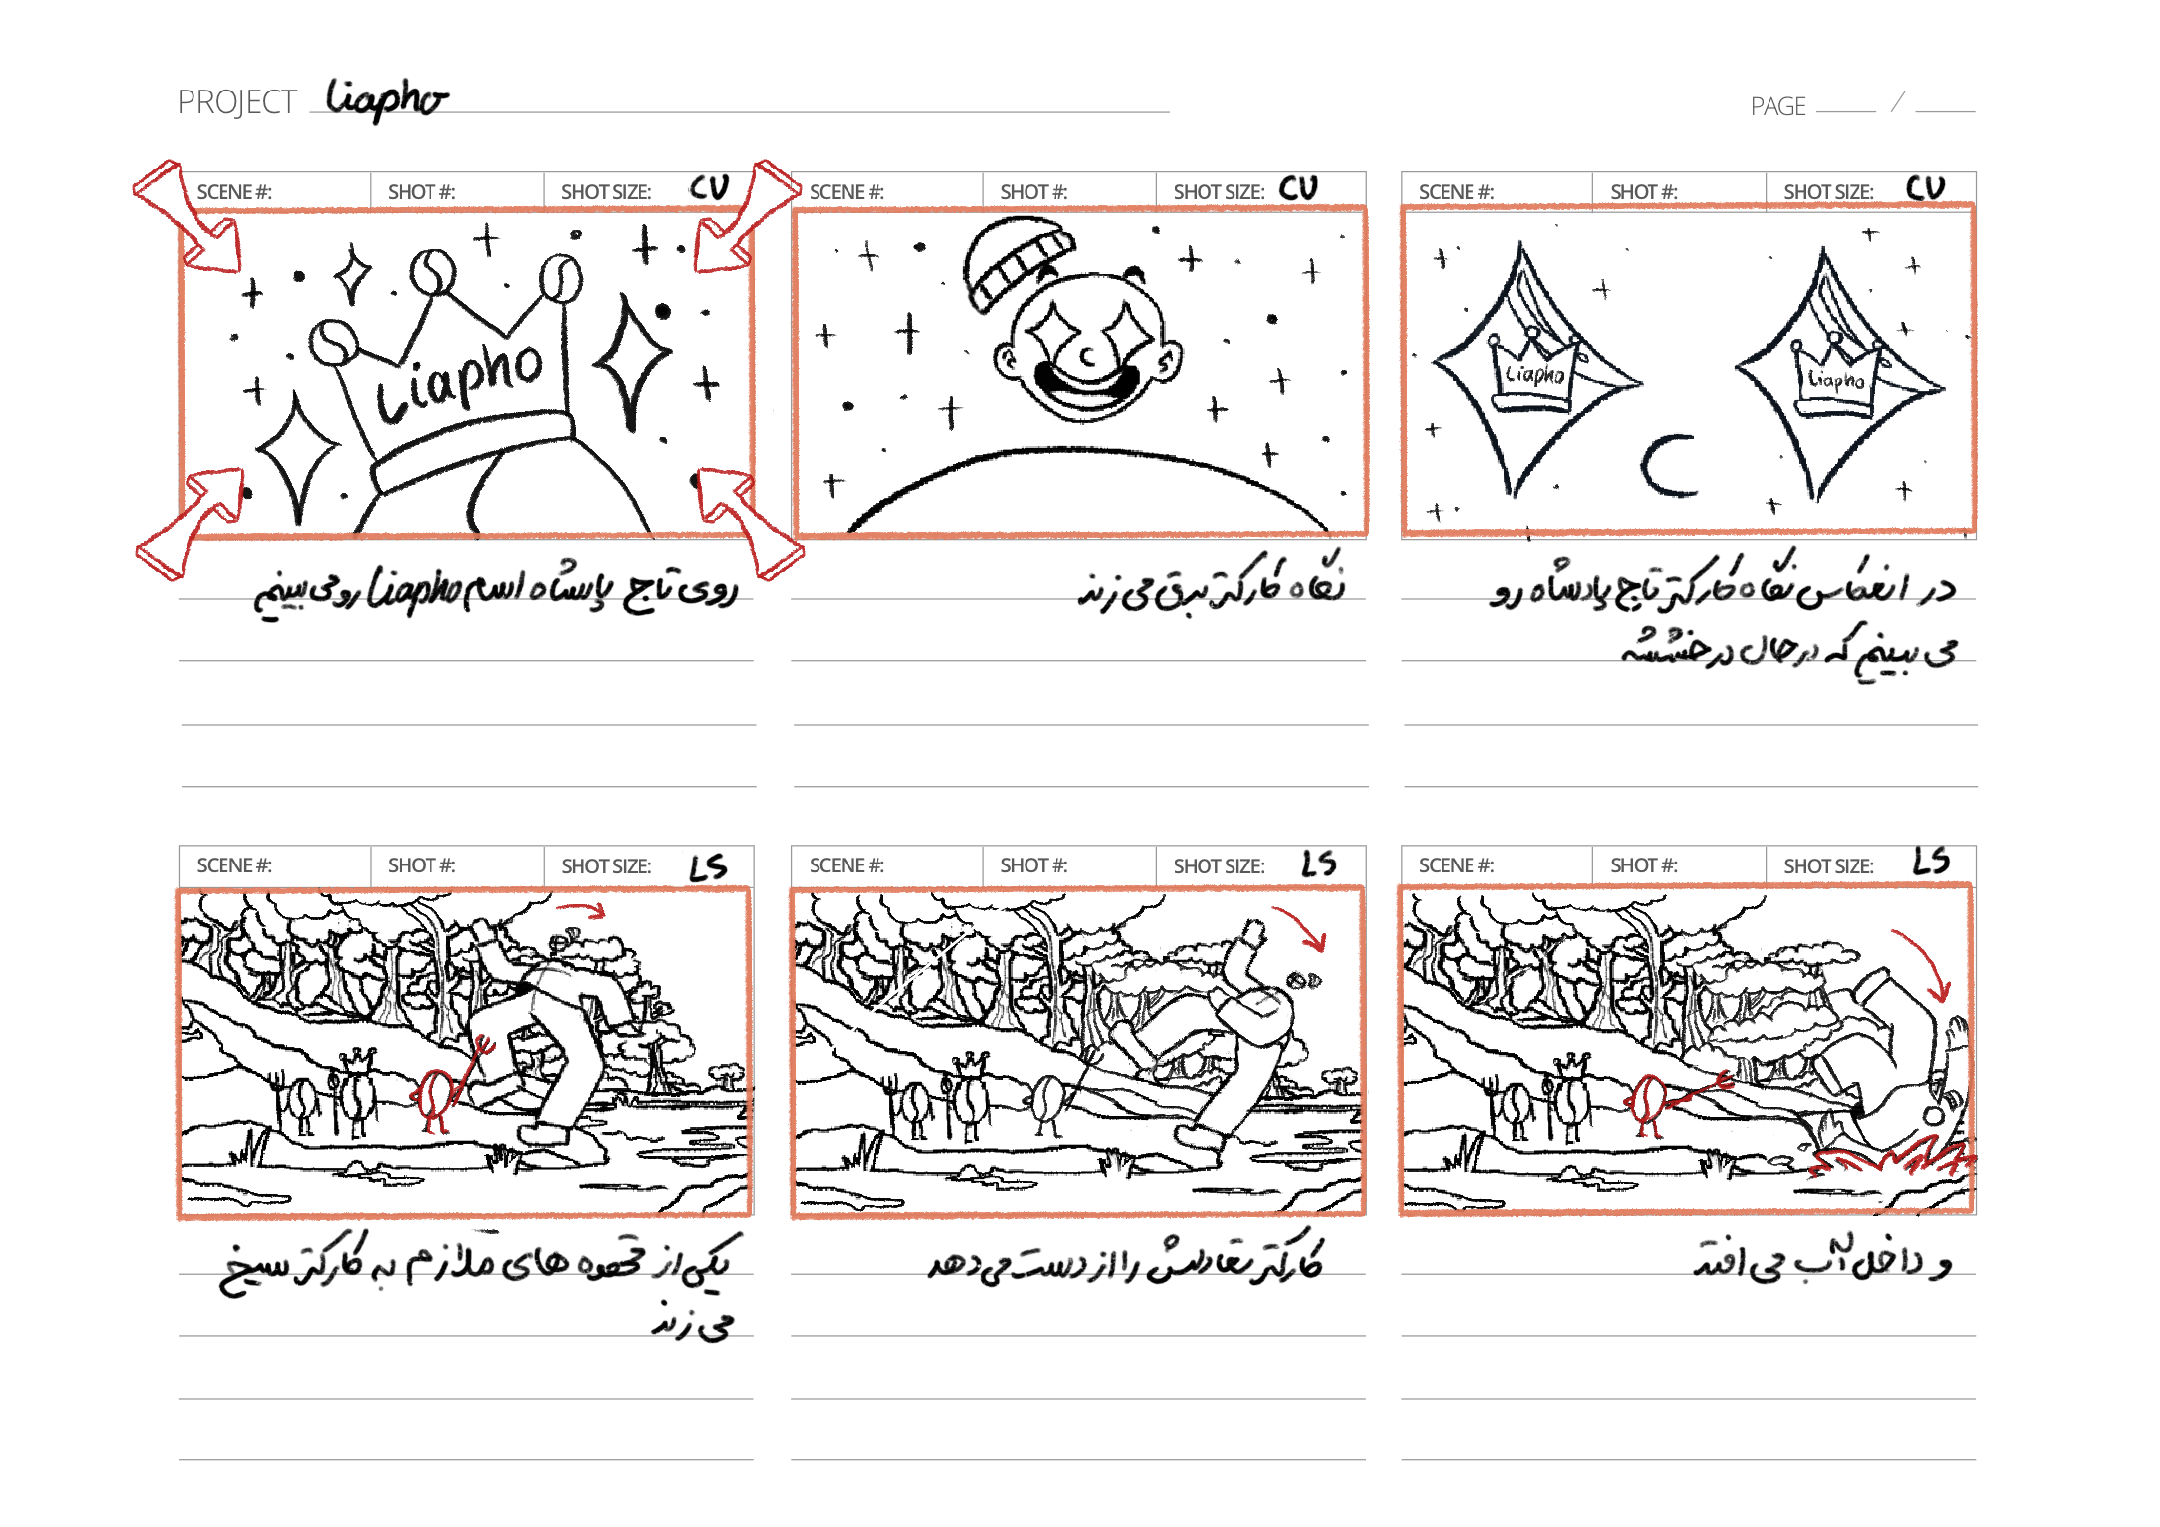 PROJECT Liapho
PAGE /
SCENE #: SHOT #: SHOT SIZE: CU
SCENE #: SHOT #: SHOT SIZE: CU
SCENE #: SHOT #: SHOT SIZE: CU
Liapho
Liapho
Liapho
روی تاج پاشاه اسم Liapho رو می بینیم
نگاه کارکتر برق می زند
در انعکاس نگاه کارکتر تاج پادشاه رو
می بینیم که در حال درخششه
SCENE #: SHOT #: SHOT SIZE: LS
SCENE #: SHOT #: SHOT SIZE: LS
SCENE #: SHOT #: SHOT SIZE: LS
یکی از قهوه های ملازم به کارکتر سیخ
می زند
کارکتر تعادلش را از دست می دهد
و داخل آب می افتد